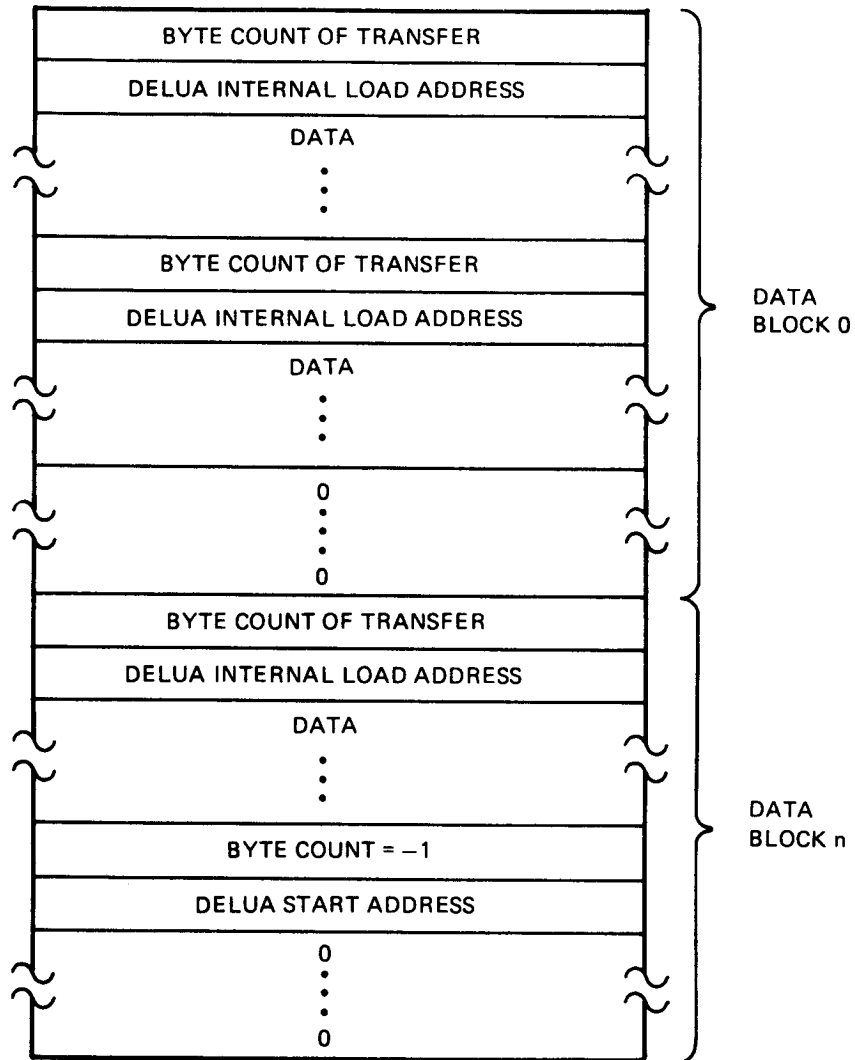 BYTE COUNT OF TRANSFER
DELUA INTERNAL LOAD ADDRESS
DATA
BYTE COUNT OF TRANSFER
DELUA INTERNAL LOAD ADDRESS
DATA
0
0
DATA
BLOCK 0
BYTE COUNT OF TRANSFER
DELUA INTERNAL LOAD ADDRESS
DATA
BYTE COUNT = –1
DELUA START ADDRESS
0
0
DATA
BLOCK n